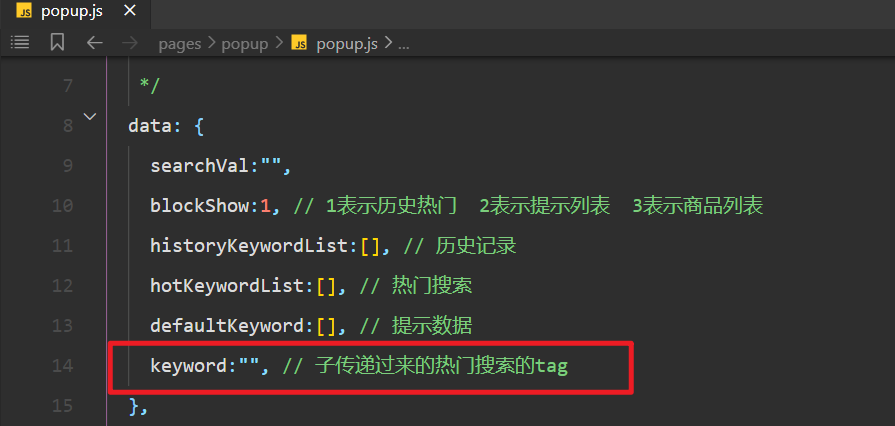 JS popup.js ×
pages > popup > JS popup.js > ...
7 */
8 data: {
9 searchVal:"",
10 blockShow:1, // 1表示历史热门 2表示提示列表 3表示商品列表
11 historyKeywordList:[], // 历史记录
12 hotKeywordList:[], // 热门搜索
13 defaultKeyword:[], // 提示数据
14 keyword:"", // 子传递过来的热门搜索的tag
15 },